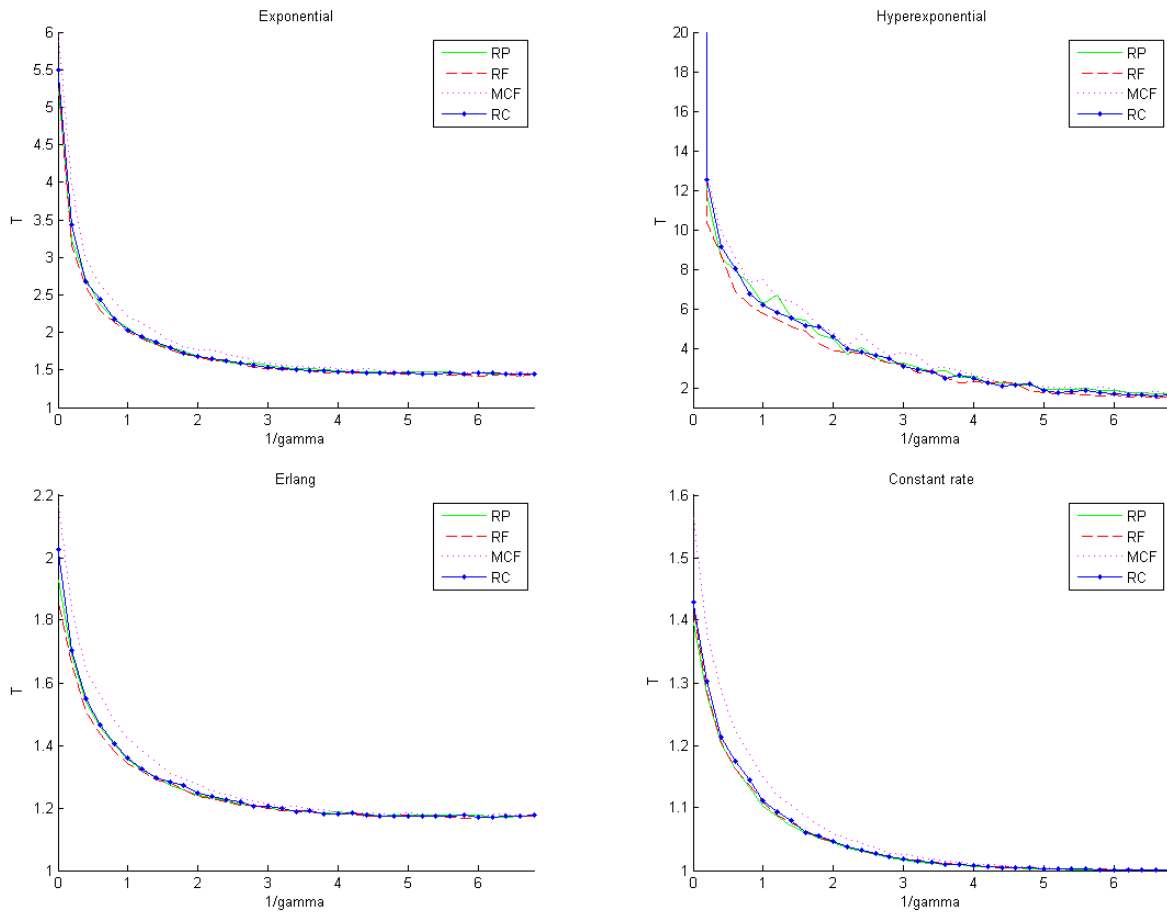 Exponential
6
5.5
5
4.5
4
3.5
3
2.5
2
1.5
1
T
0 1 2 3 4 5 6
1/gamma
RP
RF
MCF
RC
Hyperexponential
20
18
16
14
12
10
8
6
4
2
T
0 1 2 3 4 5 6
1/gamma
RP
RF
MCF
RC
Erlang
2.2
2
1.8
1.6
1.4
1.2
1
T
0 1 2 3 4 5 6
1/gamma
RP
RF
MCF
RC
Constant rate
1.6
1.5
1.4
1.3
1.2
1.1
1
T
0 1 2 3 4 5 6
1/gamma
RP
RF
MCF
RC